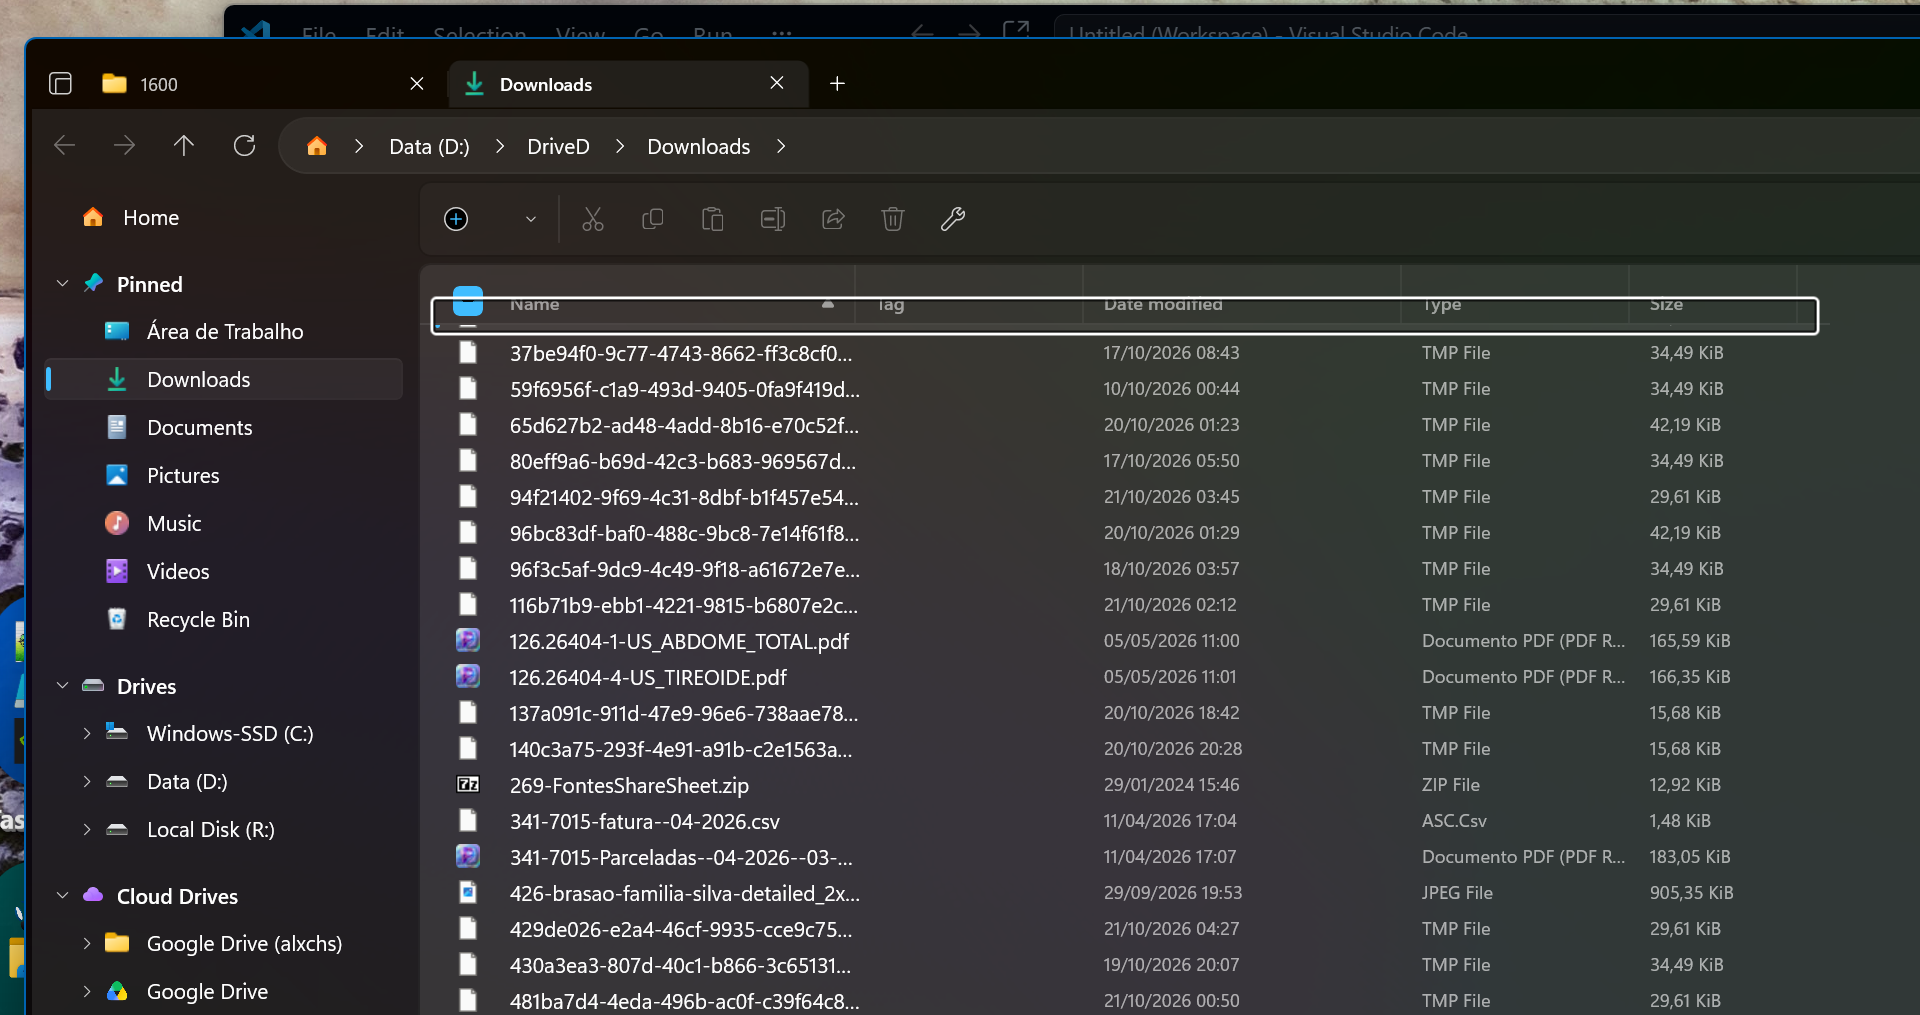 File Edit Selection View Go Run ... Untitled (Workspace) - Visual Studio Code
1600 Downloads
Data (D:) DriveD Downloads
Home
Pinned
Área de Trabalho
Downloads
Documents
Pictures
Music
Videos
Recycle Bin
Drives
Windows-SSD (C:)
Data (D:)
Local Disk (R:)
Cloud Drives
Google Drive (alxchs)
Google Drive
Name Tag Date modified Type Size
37be94f0-9c77-4743-8662-ff3c8cf0... 17/10/2026 08:43 TMP File 34,49 KiB
59f6956f-c1a9-493d-9405-0fa9f419d... 10/10/2026 00:44 TMP File 34,49 KiB
65d627b2-ad48-4add-8b16-e70c52f... 20/10/2026 01:23 TMP File 42,19 KiB
80eff9a6-b69d-42c3-b683-969567d... 17/10/2026 05:50 TMP File 34,49 KiB
94f21402-9f69-4c31-8dbf-b1f457e54... 21/10/2026 03:45 TMP File 29,61 KiB
96bc83df-baf0-488c-9bc8-7e14f61f8... 20/10/2026 01:29 TMP File 42,19 KiB
96f3c5af-9dc9-4c49-9f18-a61672e7e... 18/10/2026 03:57 TMP File 34,49 KiB
116b71b9-ebb1-4221-9815-b6807e2c... 21/10/2026 02:12 TMP File 29,61 KiB
126.26404-1-US_ABDOME_TOTAL.pdf 05/05/2026 11:00 Documento PDF (PDF R... 165,59 KiB
126.26404-4-US_TIREOIDE.pdf 05/05/2026 11:01 Documento PDF (PDF R... 166,35 KiB
137a091c-911d-47e9-96e6-738aae78... 20/10/2026 18:42 TMP File 15,68 KiB
140c3a75-293f-4e91-a91b-c2e1563a... 20/10/2026 20:28 TMP File 15,68 KiB
269-FontesShareSheet.zip 29/01/2024 15:46 ZIP File 12,92 KiB
341-7015-fatura--04-2026.csv 11/04/2026 17:04 ASC.Csv 1,48 KiB
341-7015-Parceladas--04-2026--03-... 11/04/2026 17:07 Documento PDF (PDF R... 183,05 KiB
426-brasao-familia-silva-detailed_2x... 29/09/2026 19:53 JPEG File 905,35 KiB
429de026-e2a4-46cf-9935-cce9c75... 21/10/2026 04:27 TMP File 29,61 KiB
430a3ea3-807d-40c1-b866-3c65131... 19/10/2026 20:07 TMP File 34,49 KiB
481ba7d4-4eda-496b-ac0f-c39f64c8... 21/10/2026 00:50 TMP File 29,61 KiB